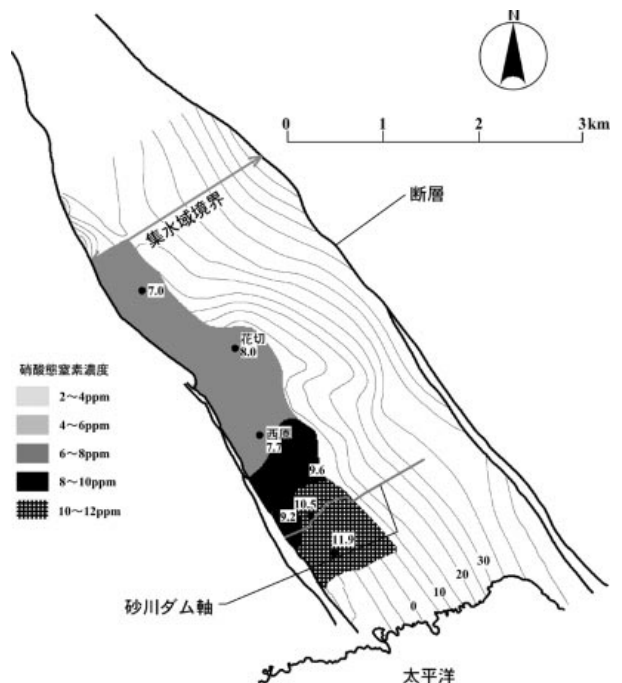 N
0 1 2 3km
断層
集水域境界
7.0
花切
8.0
硝酸態窒素濃度
2～4ppm
4～6ppm
6～8ppm
8～10ppm
10～12ppm
西原
7.7
9.6
10.5
9.2
11.9
砂川ダム軸
0 10 20 30
太平洋